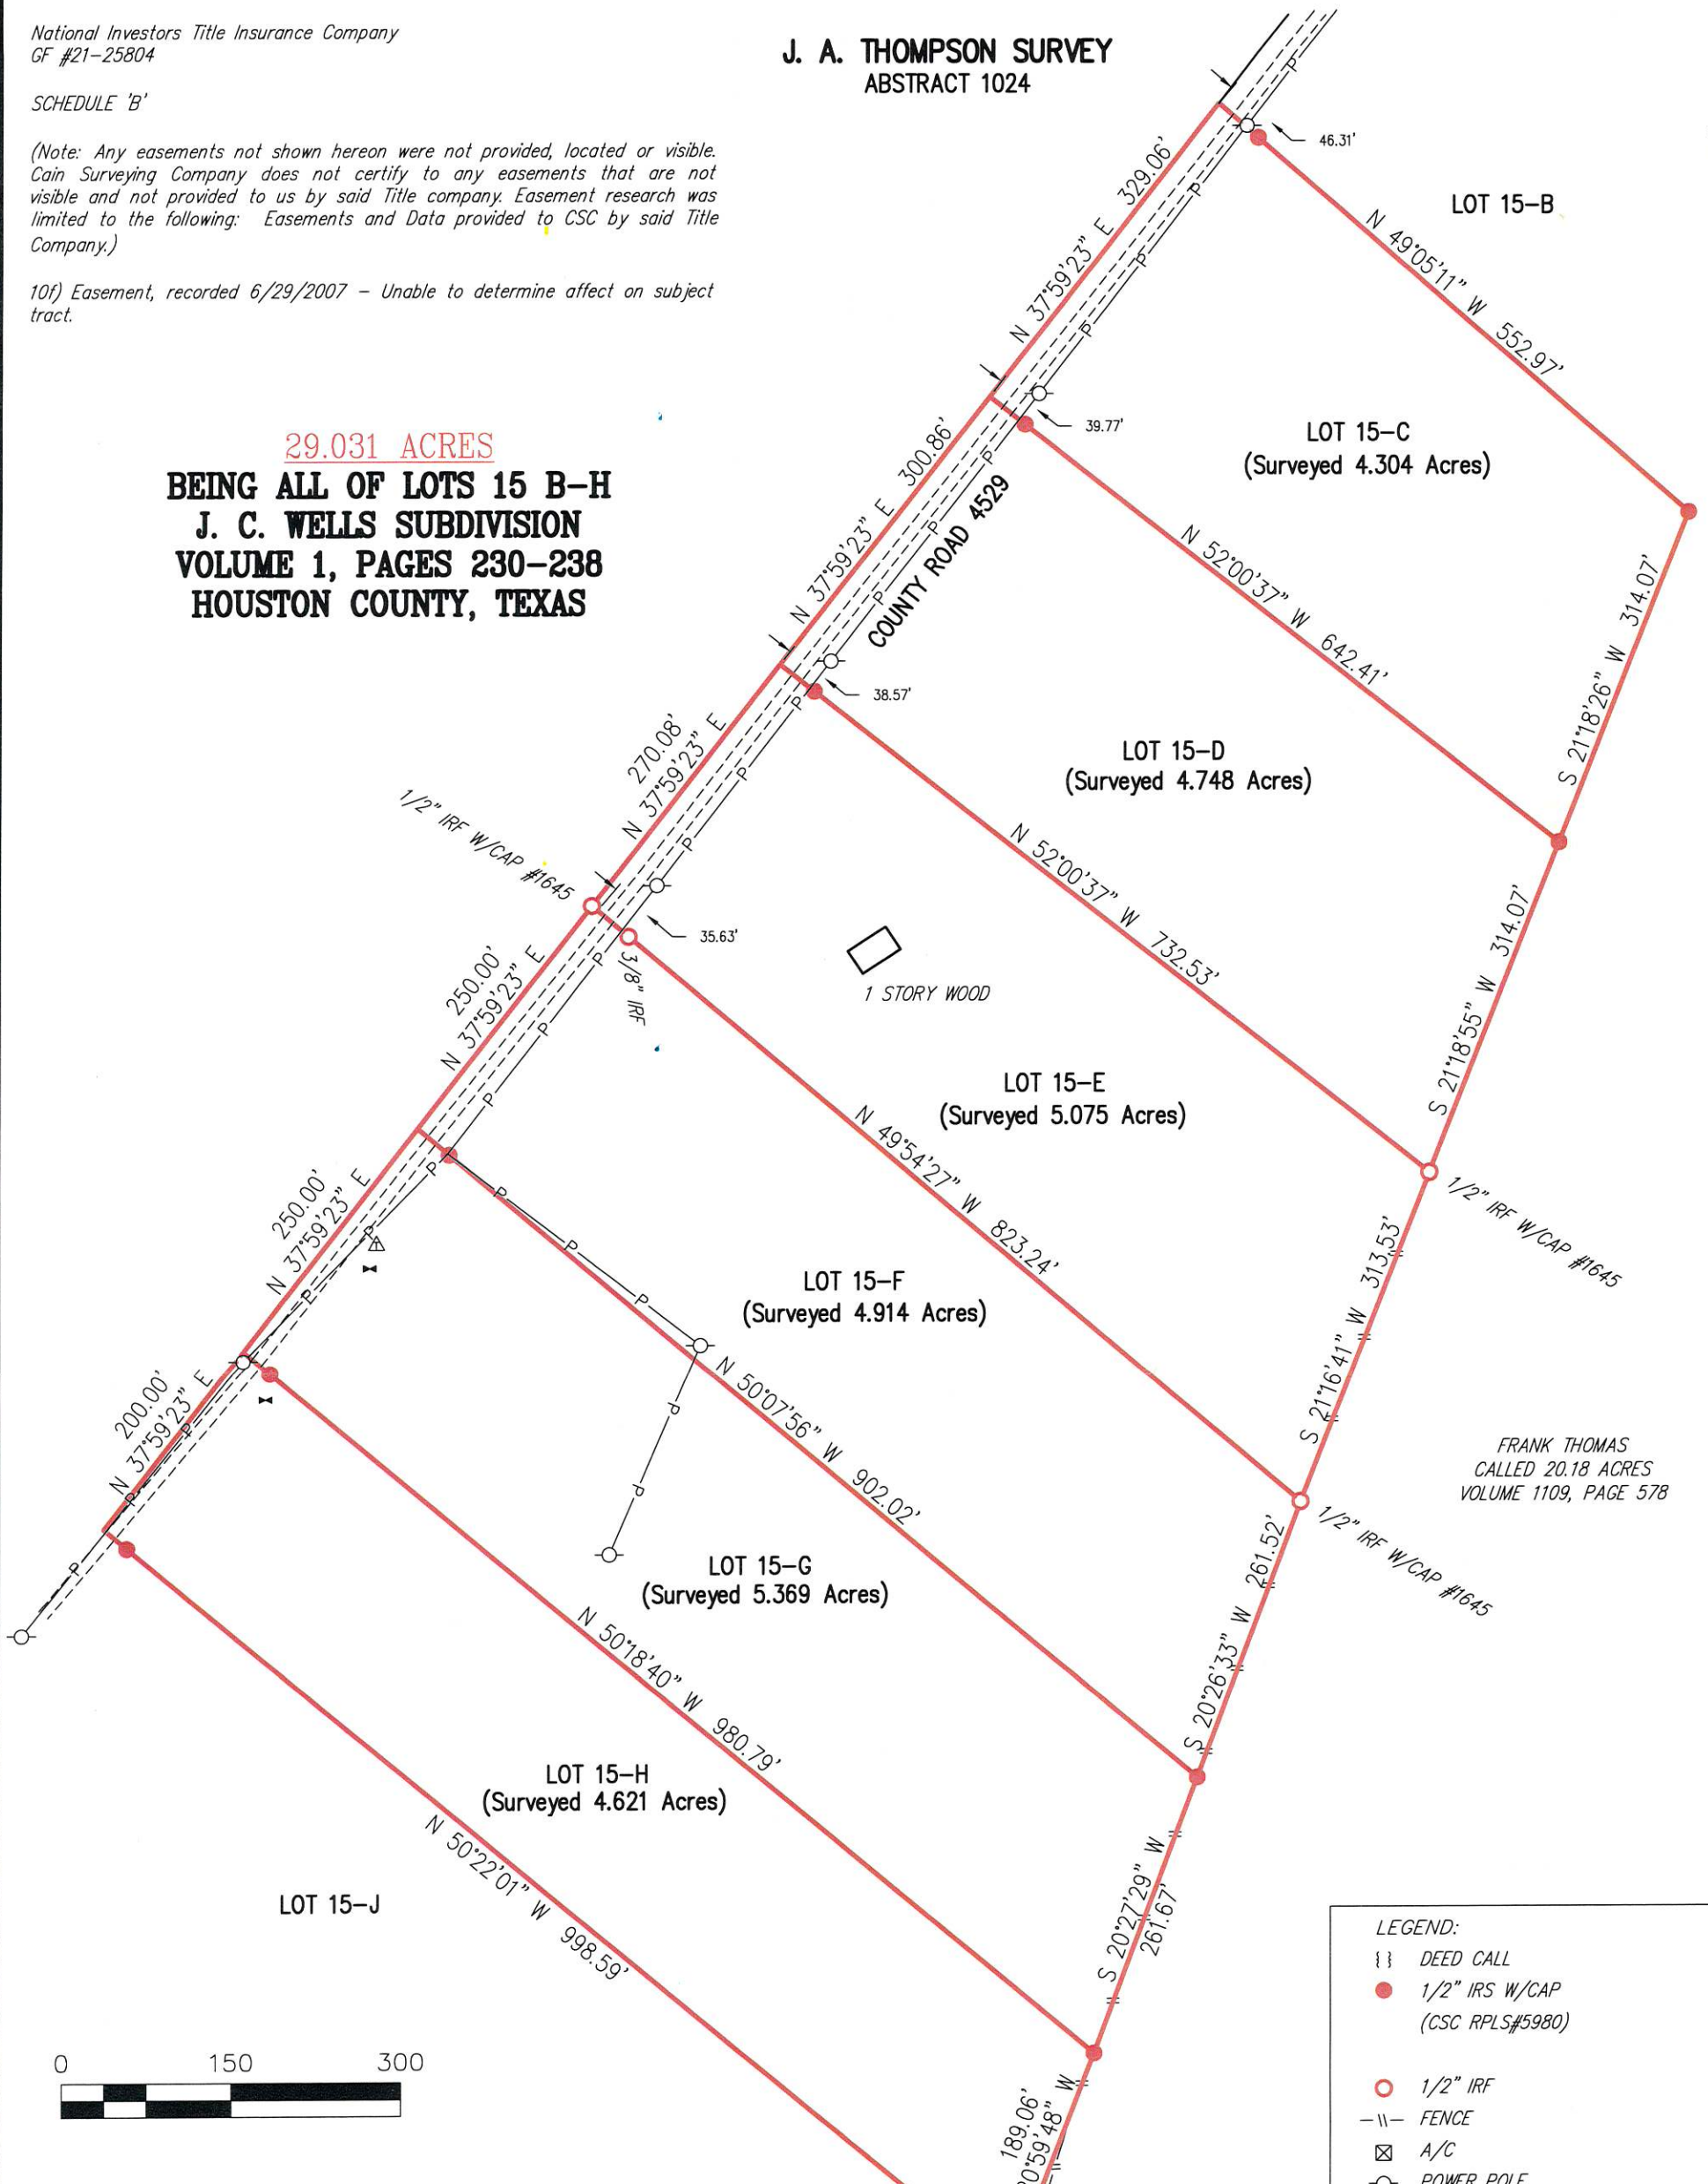 National Investors Title Insurance Company
GF #21-25804
SCHEDULE 'B'
(Note: Any easements not shown hereon were not provided, located or visible.
Cain Surveying Company does not certify to any easements that are not
visible and not provided to us by said Title company. Easement research was
limited to the following: Easements and Data provided to CSC by said Title
Company.)
10f) Easement, recorded 6/29/2007 - Unable to determine affect on subject
tract.
J. A. THOMPSON SURVEY
ABSTRACT 1024
29.031 ACRES
BEING ALL OF LOTS 15 B-H
J. C. WELLS SUBDIVISION
VOLUME 1, PAGES 230-238
HOUSTON COUNTY, TEXAS
46.31'
LOT 15-B
N 37°59'23" E 329.06'
N 49°05'11" W 552.97'
39.77'
LOT 15-C
(Surveyed 4.304 Acres)
N 37°59'23" E 300.86'
COUNTY ROAD 4529
N 52°00'37" W 642.41'
S 21°18'26" W 314.07'
38.57'
LOT 15-D
(Surveyed 4.748 Acres)
270.08'
N 37°59'23" E
1/2" IRF W/CAP #1645
N 52°00'37" W 732.53'
S 21°18'55" W 314.07'
35.63'
3/8" IRF
1 STORY WOOD
250.00'
N 37°59'23" E
LOT 15-E
(Surveyed 5.075 Acres)
N 49°54'27" W 823.24'
1/2" IRF W/CAP #1645
S 21°16'41" W 313.53'
250.00'
N 37°59'23" E
LOT 15-F
(Surveyed 4.914 Acres)
N 50°07'56" W 902.02'
200.00'
N 37°59'23" E
FRANK THOMAS
CALLED 20.18 ACRES
VOLUME 1109, PAGE 578
1/2" IRF W/CAP #1645
S 20°26'33" W 261.52'
LOT 15-G
(Surveyed 5.369 Acres)
N 50°18'40" W 980.79'
LOT 15-H
(Surveyed 4.621 Acres)
S 20°27'29" W
261.67'
N 50°22'01" W 998.59'
LOT 15-J
189.06'
0°59'48" W
0 150 300
LEGEND:
{ } DEED CALL
1/2" IRS W/CAP
(CSC RPLS#5980)
1/2" IRF
FENCE
A/C
POWER POLE